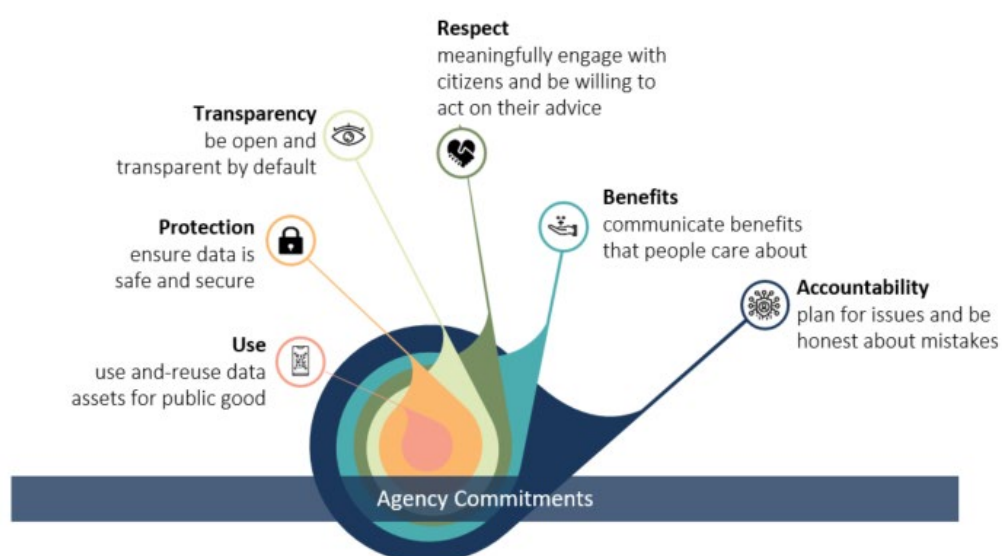 Respect
meaningfully engage with
citizens and be willing to
act on their advice
Transparency
be open and
transparent by default
Benefits
communicate benefits
that people care about
Protection
ensure data is
safe and secure
Accountability
plan for issues and be
honest about mistakes
Use
use and-reuse data
assets for public good
Agency Commitments